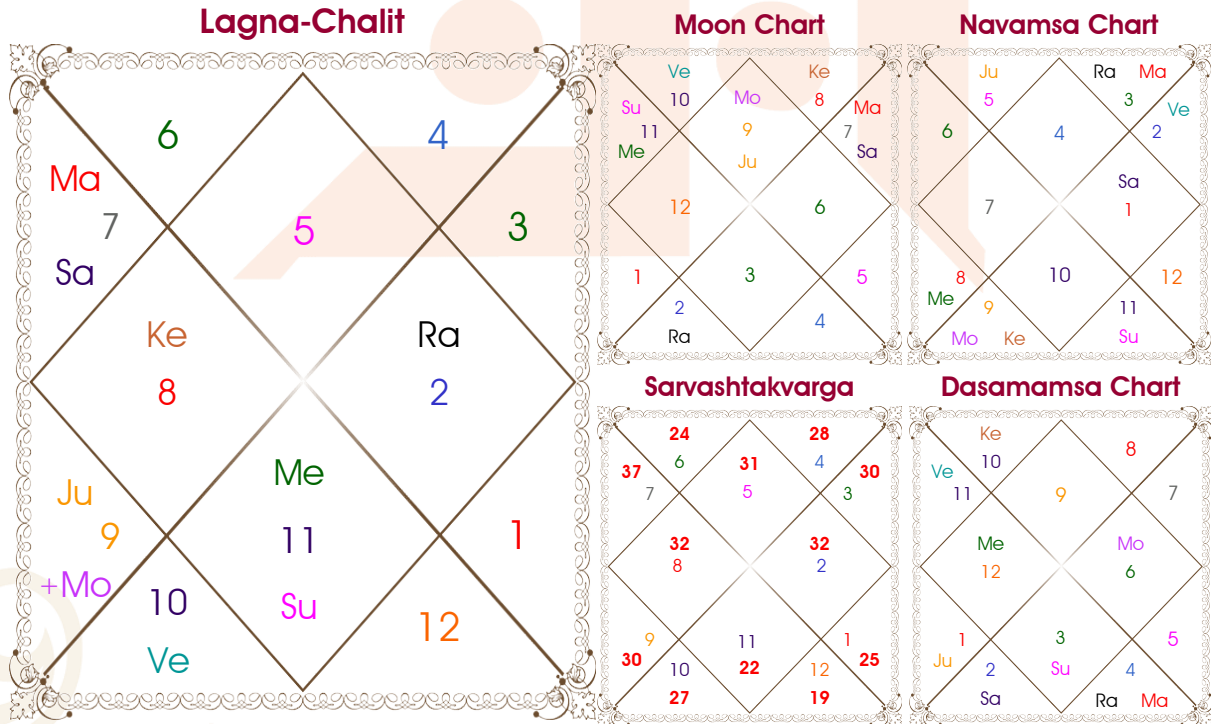 Lagna-Chalit
6 4
Ma
7 5 3
Sa
Ke Ra
8 2
Me
Ju
9 11 1
+Mo
10 Su 12
Ve
Moon Chart
Ve Ke
Su 10 Mo 8 Ma
11 9 7
Me Ju Sa
12 6
1 3 5
2 4
Ra
Navamsa Chart
Ju Ra Ma
5 3 Ve
6 4 2
Sa
7 1
8 10 12
Me 9 11
Mo Ke Su
Sarvashtakvarga
24 28
37 6 31 4 30
7 5 3
32 32
8 2
9 11 1
30 10 22 12 25
27 19
Dasamamsa Chart
Ke 8
Ve 10
11 9 7
Me Mo
12 6
1 3 5
Ju 2 Su 4
Sa Ra Ma